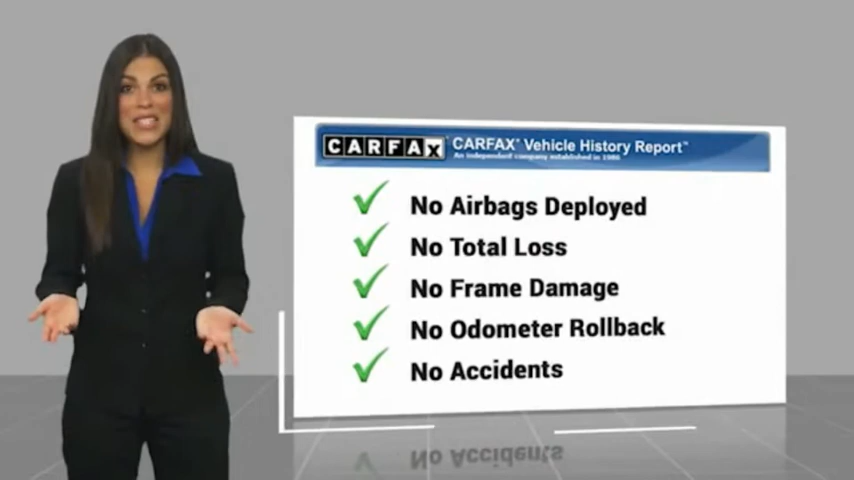 CARFAX CARFAX® Vehicle History Report™
An independent company established in 1986
No Airbags Deployed
No Total Loss
No Frame Damage
No Odometer Rollback
No Accidents
No Accidents